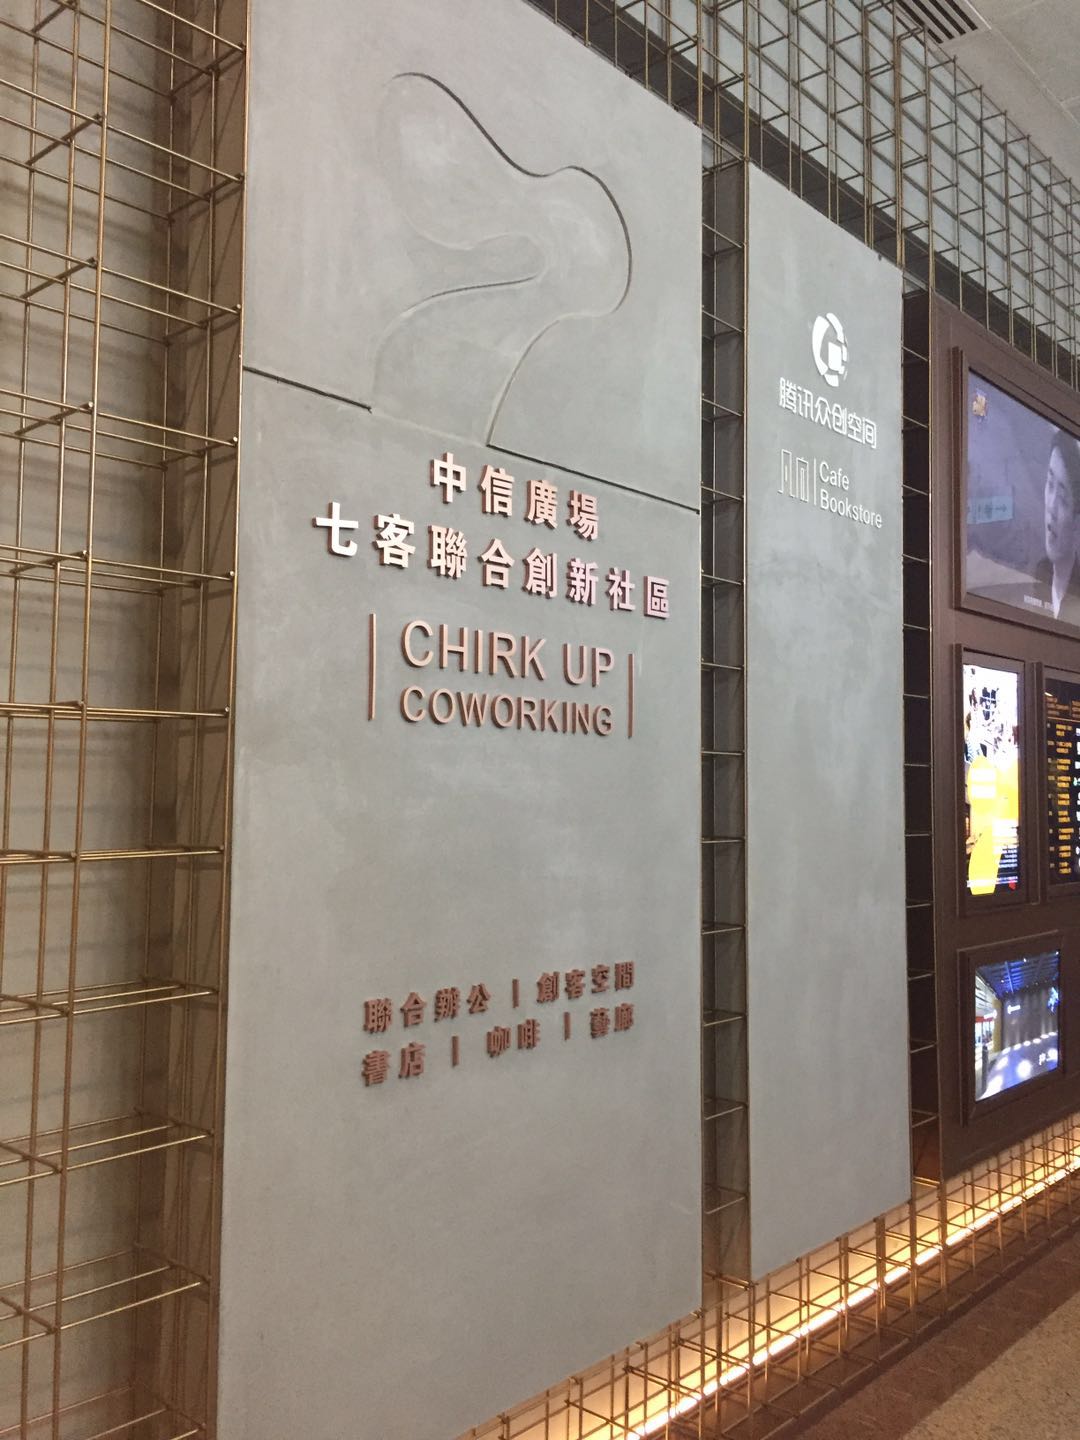 中信廣場
七客聯合創新社區
CHIRK UP
COWORKING
聯合辦公 | 創客空間
書店 | 咖啡 | 藝廊
腾讯众创空间
Cafe
Bookstore